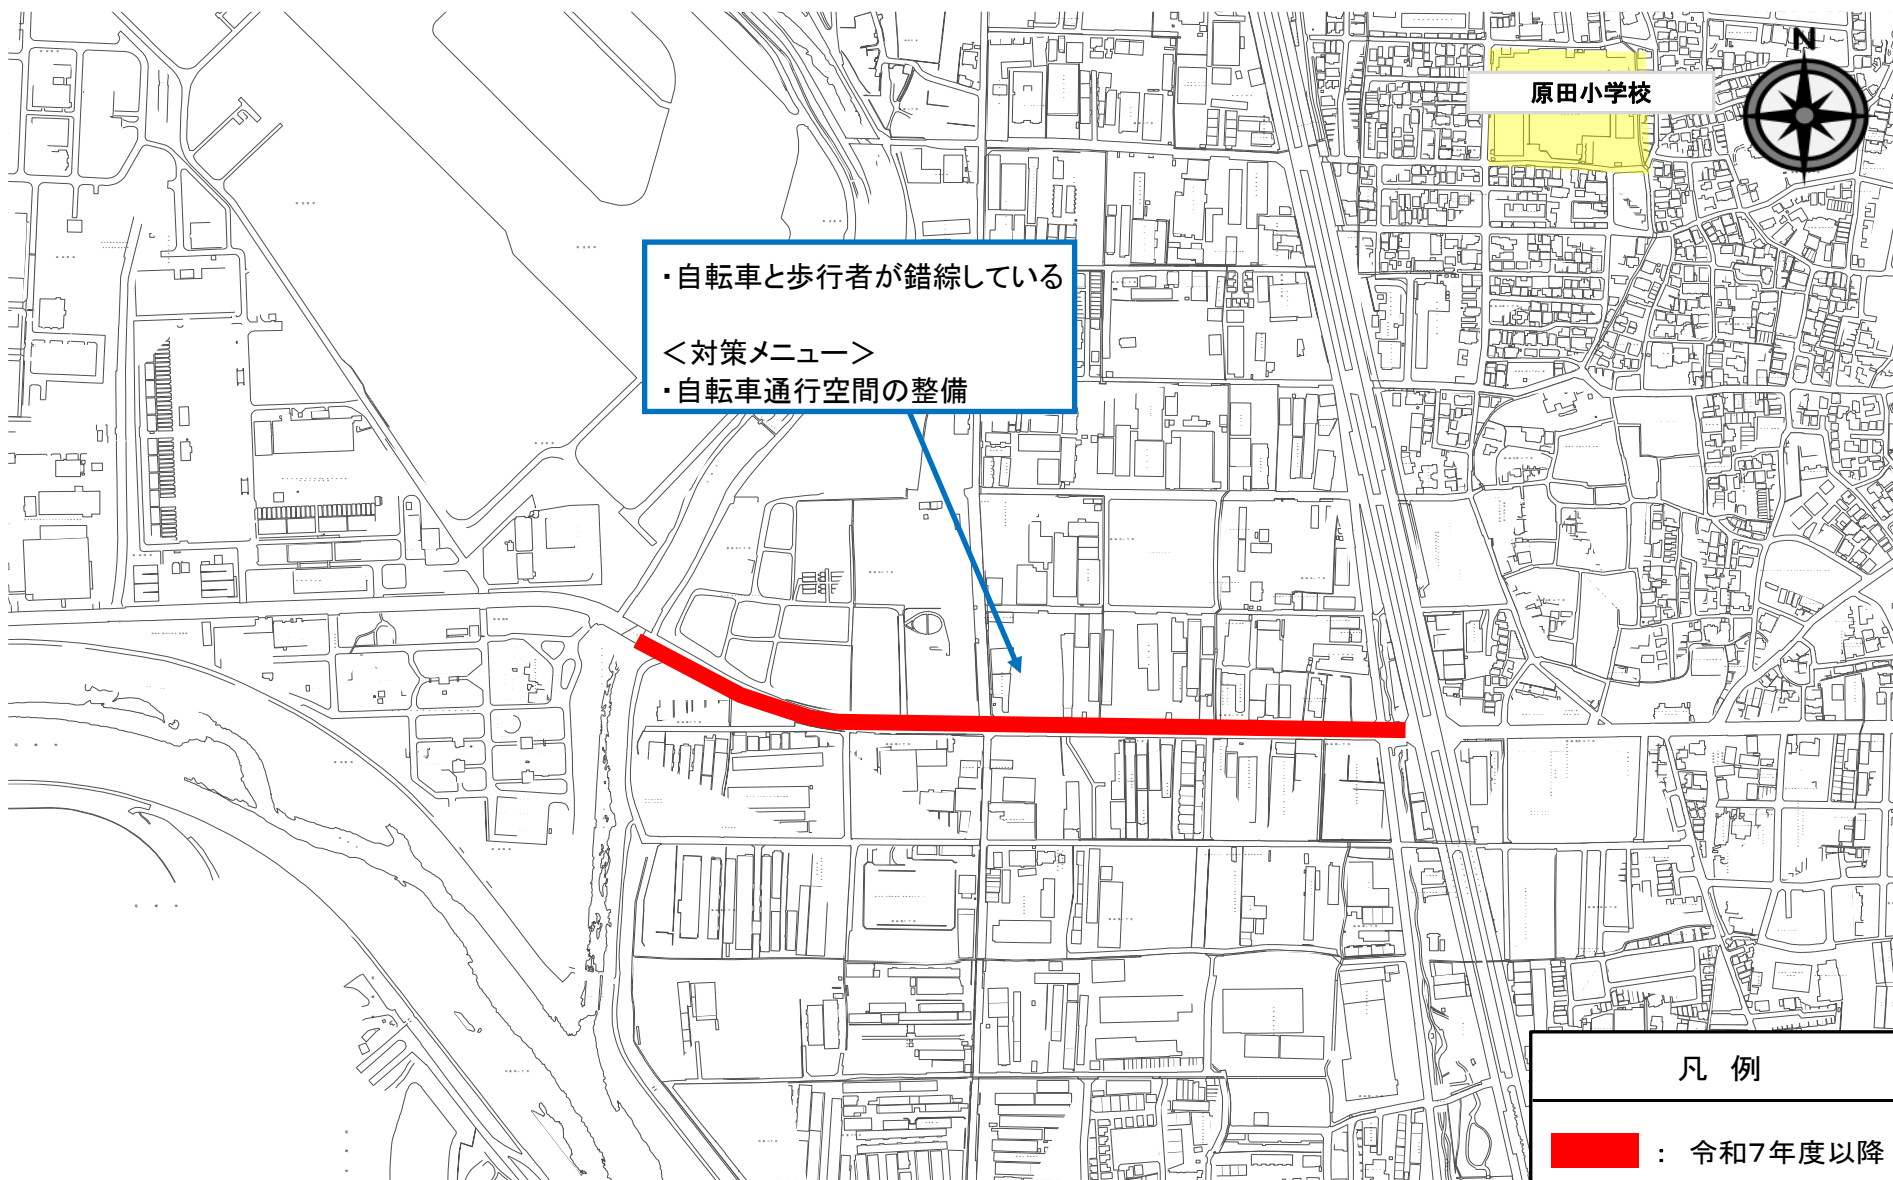 N
原田小学校
・自転車と歩行者が錯綜している
＜対策メニュー＞
・自転車通行空間の整備
凡 例
： 令和7年度以降